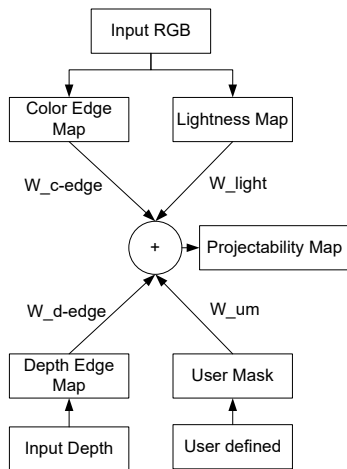 Input RGB
Color Edge
Map
Lightness Map
W_c-edge
W_light
+
Projectability Map
W_d-edge
W_um
Depth Edge
Map
User Mask
Input Depth
User defined